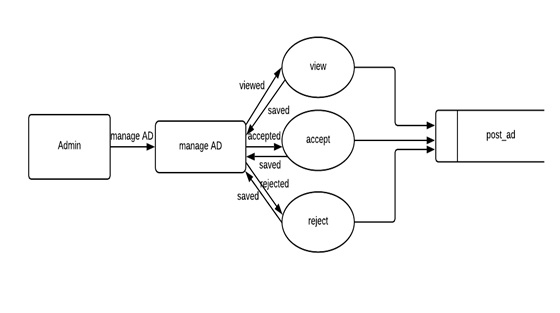 view
viewed
saved
Admin
manage AD
manage AD
accepted
accept
post_ad
saved
rejected
saved
reject